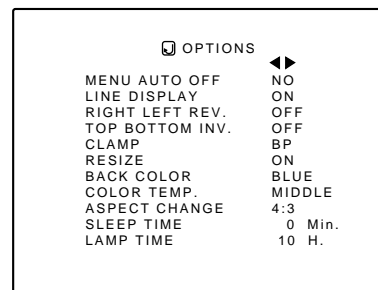 OPTIONS
MENU AUTO OFF NO
LINE DISPLAY ON
RIGHT LEFT REV. OFF
TOP BOTTOM INV. OFF
CLAMP BP
RESIZE ON
BACK COLOR BLUE
COLOR TEMP. MIDDLE
ASPECT CHANGE 4:3
SLEEP TIME 0 Min.
LAMP TIME 10 H.